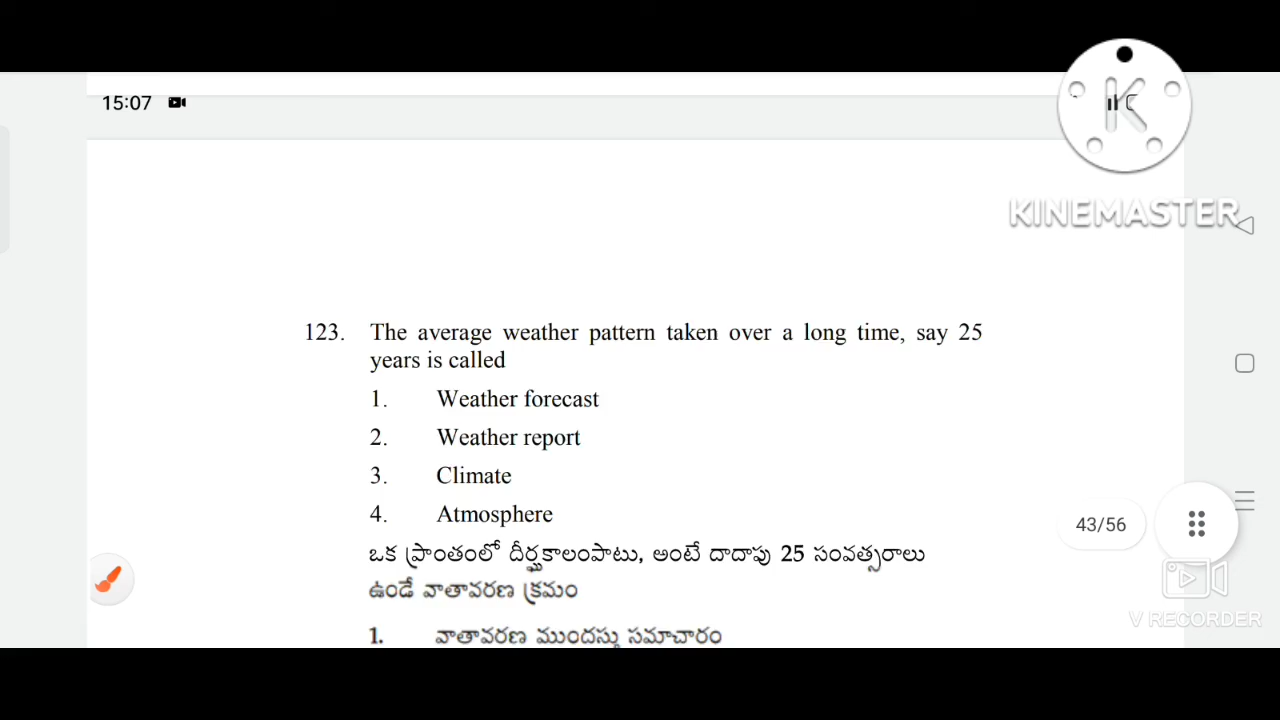 15:07
KINEMASTER
123. The average weather pattern taken over a long time, say 25
years is called
1. Weather forecast
2. Weather report
3. Climate
4. Atmosphere
43/56
ఒక ప్రాంతంలో దీర్ఘకాలంపాటు, అంటే దాదాపు 25 సంవత్సరాలు
ఉండే వాతావరణ క్రమం
V RECORDER
1. వాతావరణ ముందస్తు సమాచారం